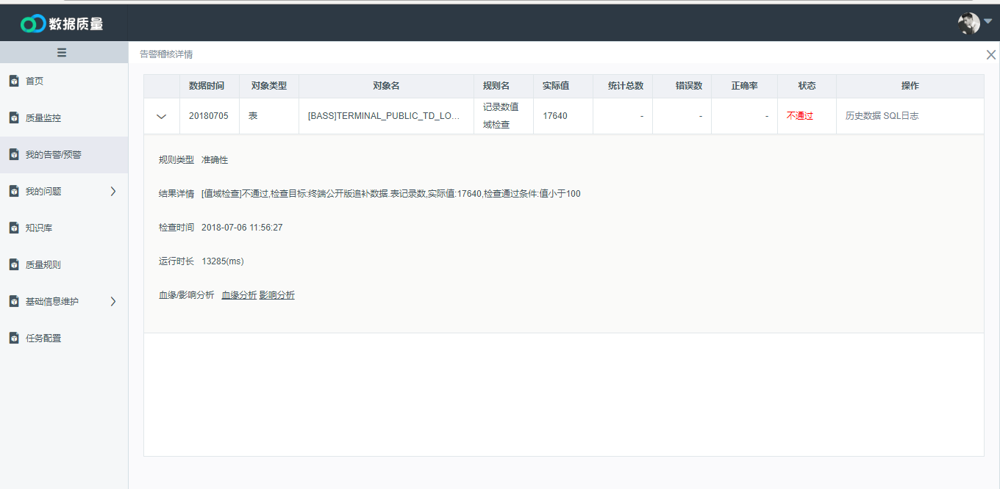 数据质量
告警稽核详情
首页
质量监控
我的告警/预警
我的问题
知识库
质量规则
基础信息维护
任务配置
数据时间 对象类型 对象名 规则名 实际值 统计总数 错误数 正确率 状态 操作
20180705 表 [BASS]TERMINAL_PUBLIC_TD_LO... 记录数值 17640 - - - 不通过 历史数据 SQL日志
域检查
规则类型 准确性
结果详情 [值域检查]不通过,检查目标:终端公开版追补数据.表记录数,实际值:17640,检查通过条件:值小于100
检查时间 2018-07-06 11:56:27
运行时长 13285(ms)
血缘/影响分析 血缘分析 影响分析